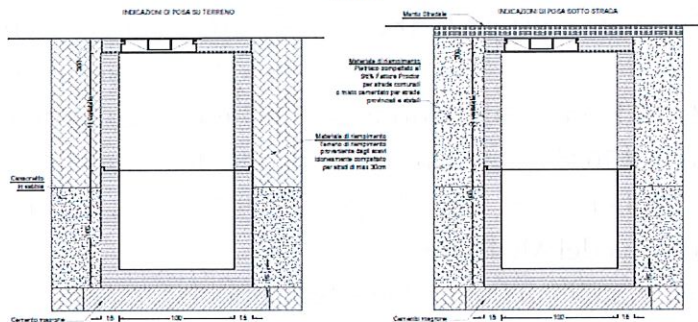 INDICAZIONI DI POSA SU TERRENO
INDICAZIONI DI POSA SOTTO STRADA
Manto Stradale
Materiale di riempimento
Pietrisco compattato al
95% Fattore Proctor
per strade comunali
o misto cementato per strade
provinciali e statali
Materiale di riempimento
Terreno di riempimento
proveniente dagli scavi
idoneamente compattato
per strati di max 30cm
in sabbia
Cemento magrone
15
100
15
Cemento magrone
15
100
15